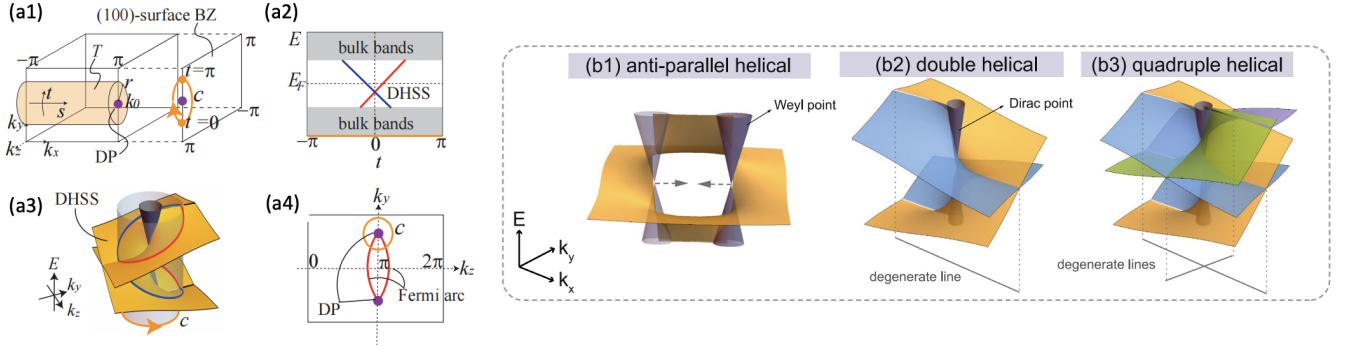 (a1)
(100)-surface BZ
−π
T
π
π
t=π
t
r
k0
c
s
−π
ky
t=0
kz
kx
DP
π
(a2)
E
bulk bands
EF
DHSS
bulk bands
−π
0
π
t
(a3)
DHSS
E
ky
kz
c
(a4)
ky
c
0
π
2π
kz
DP
Fermi arc
(b1) anti-parallel helical
Weyl point
E
ky
kx
(b2) double helical
Dirac point
degenerate line
(b3) quadruple helical
degenerate lines